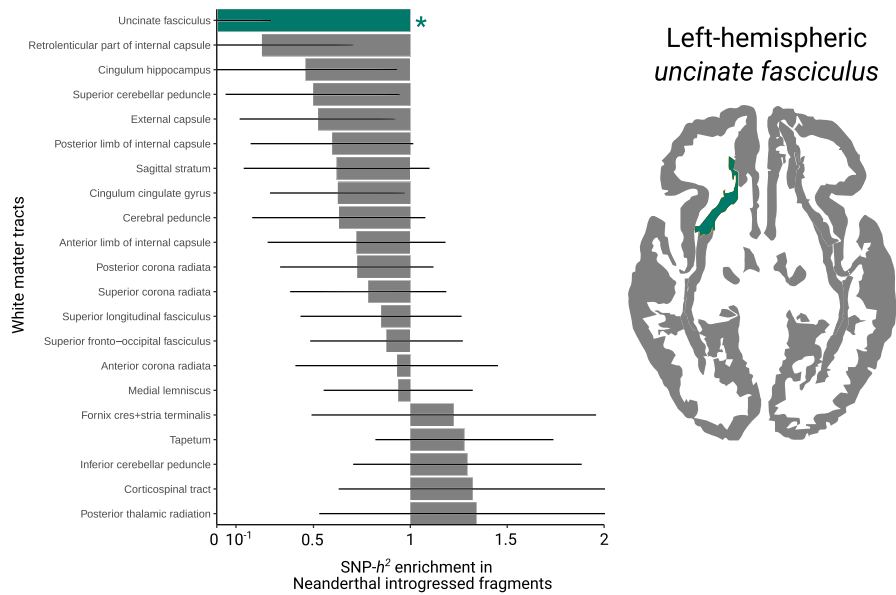 Uncinate fasciculus
*
Retrolenticular part of internal capsule
Cingulum hippocampus
Superior cerebellar peduncle
External capsule
Posterior limb of internal capsule
Sagittal stratum
Cingulum cingulate gyrus
Cerebral peduncle
Anterior limb of internal capsule
Posterior corona radiata
Superior corona radiata
Superior longitudinal fasciculus
Superior fronto−occipital fasciculus
Anterior corona radiata
Medial lemniscus
Fornix cres+stria terminalis
Tapetum
Inferior cerebellar peduncle
Corticospinal tract
Posterior thalamic radiation
White matter tracts
0 10⁻¹ 0.5 1 1.5 2
SNP-h² enrichment in
Neanderthal introgressed fragments
Left-hemispheric
uncinate fasciculus